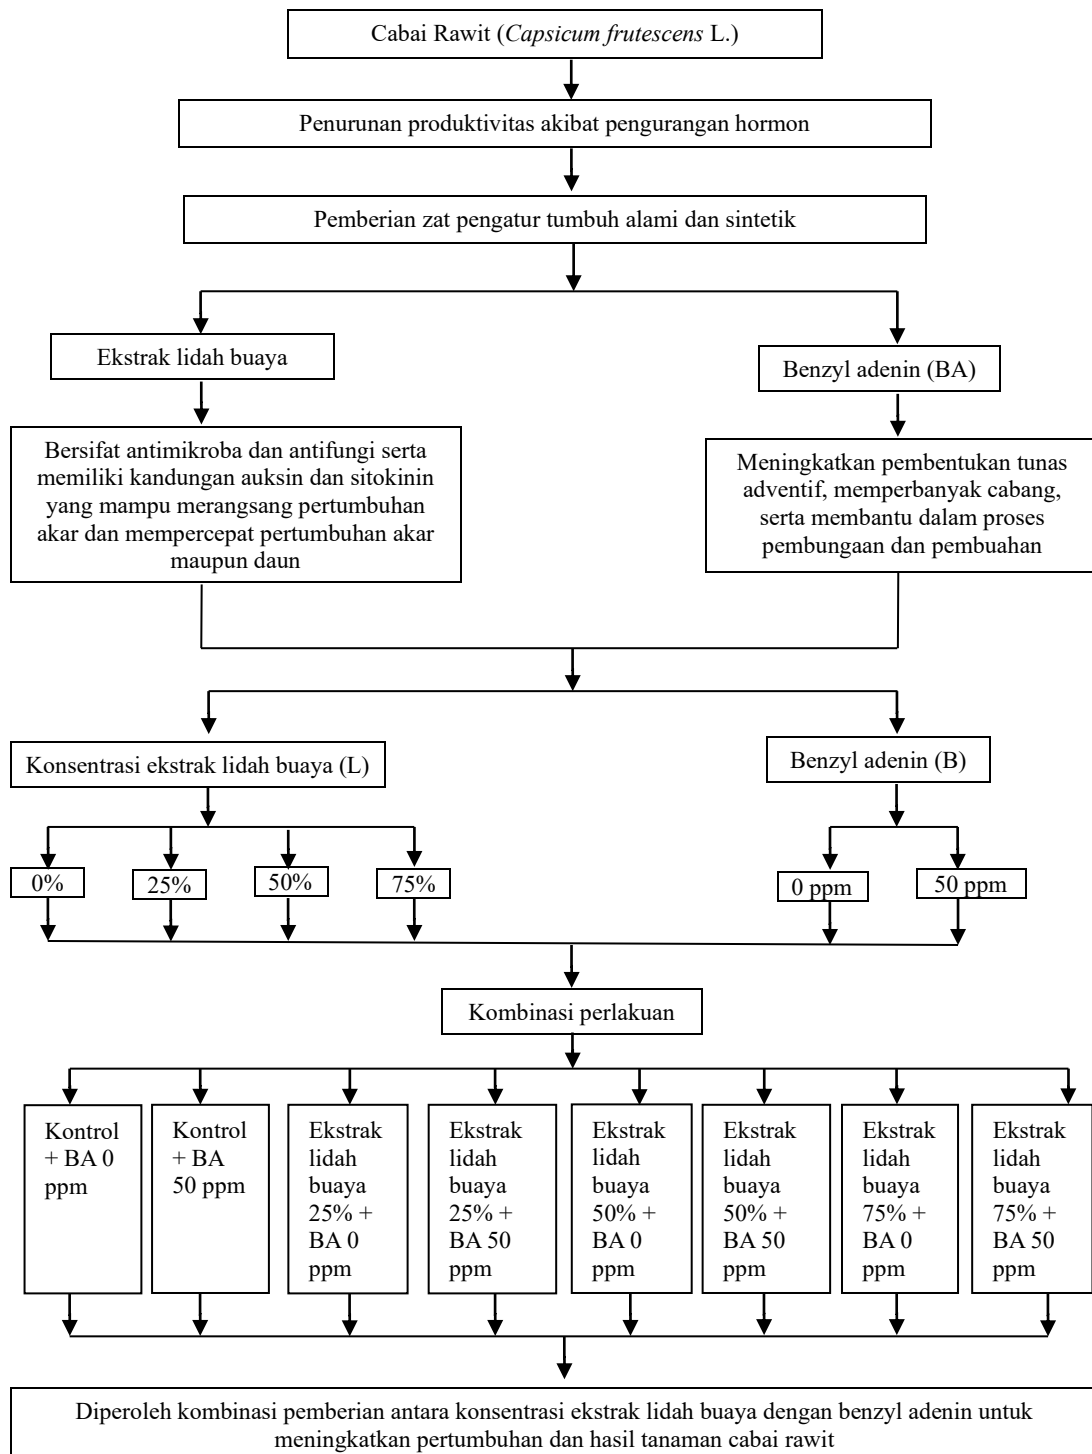 Cabai Rawit (Capsicum frutescens L.)
Penurunan produktivitas akibat pengurangan hormon
Pemberian zat pengatur tumbuh alami dan sintetik
Ekstrak lidah buaya
Benzyl adenin (BA)
Bersifat antimikroba dan antifungi serta
memiliki kandungan auksin dan sitokinin
yang mampu merangsang pertumbuhan
akar dan mempercepat pertumbuhan akar
maupun daun
Meningkatkan pembentukan tunas
adventif, memperbanyak cabang,
serta membantu dalam proses
pembungaan dan pembuahan
Konsentrasi ekstrak lidah buaya (L)
Benzyl adenin (B)
0%
25%
50%
75%
0 ppm
50 ppm
Kombinasi perlakuan
Kontrol
+ BA 0
ppm
Kontrol
+ BA
50 ppm
Ekstrak
lidah
buaya
25% +
BA 0
ppm
Ekstrak
lidah
buaya
25% +
BA 50
ppm
Ekstrak
lidah
buaya
50% +
BA 0
ppm
Ekstrak
lidah
buaya
50% +
BA 50
ppm
Ekstrak
lidah
buaya
75% +
BA 0
ppm
Ekstrak
lidah
buaya
75% +
BA 50
ppm
Diperoleh kombinasi pemberian antara konsentrasi ekstrak lidah buaya dengan benzyl adenin untuk
meningkatkan pertumbuhan dan hasil tanaman cabai rawit